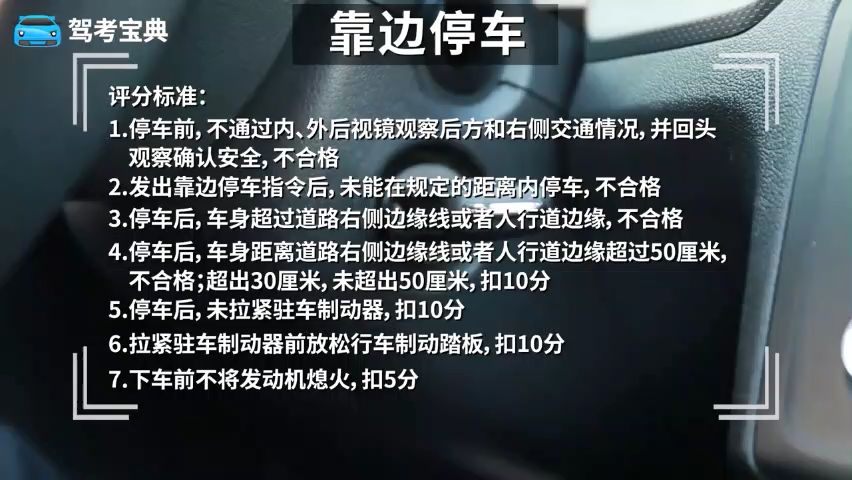 驾考宝典
靠边停车
评分标准：
1.停车前，不通过内、外后视镜观察后方和右侧交通情况，并回头
观察确认安全，不合格
2.发出靠边停车指令后，未能在规定的距离内停车，不合格
3.停车后，车身超过道路右侧边缘线或者人行道边缘，不合格
4.停车后，车身距离道路右侧边缘线或者人行道边缘超过50厘米，
不合格；超出30厘米，未超出50厘米，扣10分
5.停车后，未拉紧驻车制动器，扣10分
6.拉紧驻车制动器前放松行车制动踏板，扣10分
7.下车前不将发动机熄火，扣5分